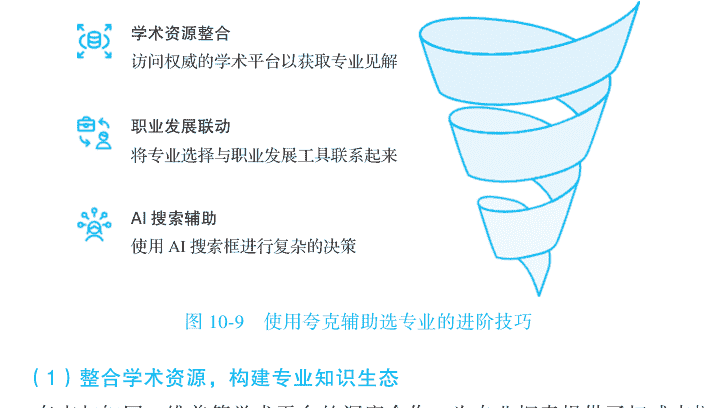 学术资源整合
访问权威的学术平台以获取专业见解
职业发展联动
将专业选择与职业发展工具联系起来
AI 搜索辅助
使用 AI 搜索框进行复杂的决策
图 10-9 使用夸克辅助选专业的进阶技巧
（1）整合学术资源，构建专业知识生态